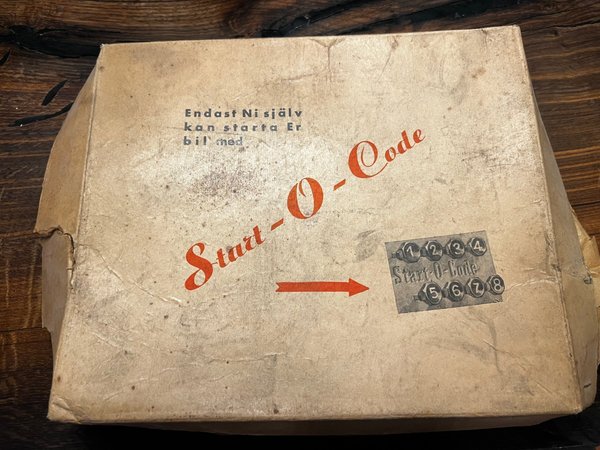 Endast Ni själv
kan starta Er
bil med
Start-O-Code
1 2 3 4
Start-O-Code
5 6 7 8